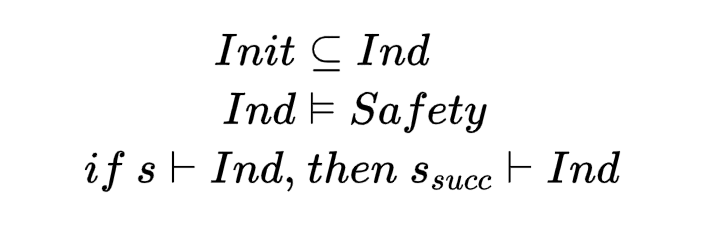 Init ⊆ Ind
Ind ⊨ Safety
if s ⊢ Ind, then s_succ ⊢ Ind